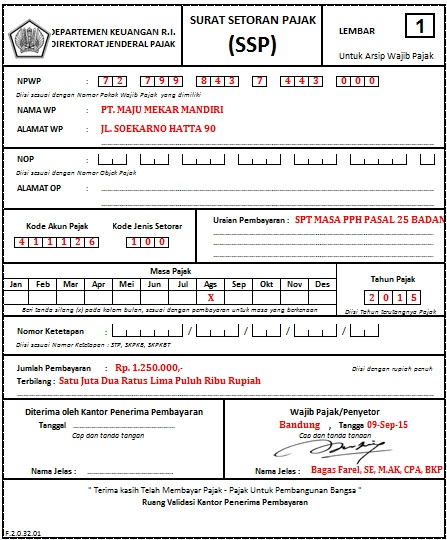 DEPARTEMEN KEUANGAN R.I.
DIREKTORAT JENDERAL PAJAK
SURAT SETORAN PAJAK
(SSP)
LEMBAR 1
Untuk Arsip Wajib Pajak
NPWP : 72 799 843 7 443 000
Diisi sesuai dengan Nomor Pokok Wajib Pajak yang dimiliki
NAMA WP : PT. MAJU MEKAR MANDIRI
ALAMAT WP : JL. SOEKARNO HATTA 90
NOP :
Diisi sesuai dengan Nomor Objek Pajak
ALAMAT OP :
Kode Akun Pajak Kode Jenis Setorar
411126 100
Uraian Pembayaran : SPT MASA PPH PASAL 25 BADAN
Masa Pajak
Jan Feb Mar Apr Mei Jun Jul Ags Sep Okt Nov Des
X
Beri tanda silang (x) pada kolom bulan, sesuai dengan pembayaran untuk masa yang berkenaan
Tahun Pajak
2015
Diisi Tahun terutangnya Pajak
Nomor Ketetapan : / / / /
Diisi sesuai Nomor Ketetapan : STP, SKPKB, SKPKBT
Jumlah Pembayaran : Rp. 1.250.000,- Diisi dengan rupiah penuh
Terbilang : Satu Juta Dua Ratus Lima Puluh Ribu Rupiah
Diterima oleh Kantor Penerima Pembayaran
Tanggal
Cap dan tanda tangan
Nama Jelas :
Wajib Pajak/Penyetor
Bandung , Tangga 09-Sep-15
Cap dan tanda tangan
Nama Jelas : Bagas Farel, SE, M.AK, CPA, BKP
" Terima kasih Telah Membayar Pajak - Pajak Untuk Pembangunan Bangsa "
Ruang Validasi Kantor Penerima Pembayaran
F.2.0.32.01